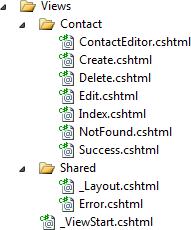 Views
Contact
ContactEditor.cshtml
Create.cshtml
Delete.cshtml
Edit.cshtml
Index.cshtml
NotFound.cshtml
Success.cshtml
Shared
_Layout.cshtml
Error.cshtml
_ViewStart.cshtml